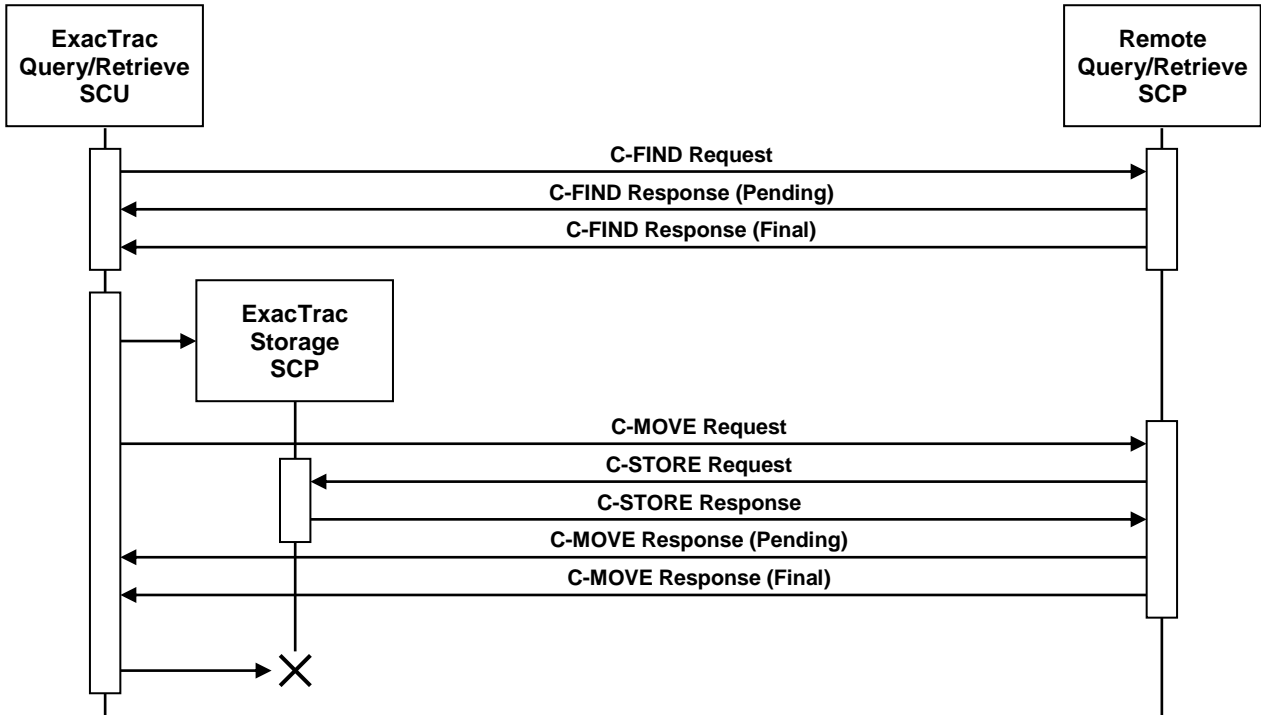 ExacTrac
Query/Retrieve
SCU
Remote
Query/Retrieve
SCP
C-FIND Request
C-FIND Response (Pending)
C-FIND Response (Final)
ExacTrac
Storage
SCP
C-MOVE Request
C-STORE Request
C-STORE Response
C-MOVE Response (Pending)
C-MOVE Response (Final)